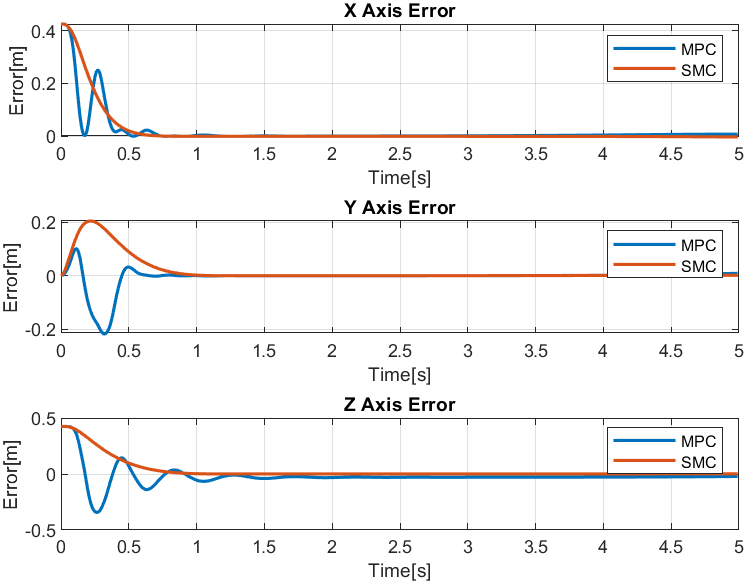 X Axis Error
Error[m]
0.4
0.2
0
MPC
SMC
0 0.5 1 1.5 2 2.5 3 3.5 4 4.5 5
Time[s]
Y Axis Error
Error[m]
0.2
0
-0.2
MPC
SMC
0 0.5 1 1.5 2 2.5 3 3.5 4 4.5 5
Time[s]
Z Axis Error
Error[m]
0.5
0
-0.5
MPC
SMC
0 0.5 1 1.5 2 2.5 3 3.5 4 4.5 5
Time[s]